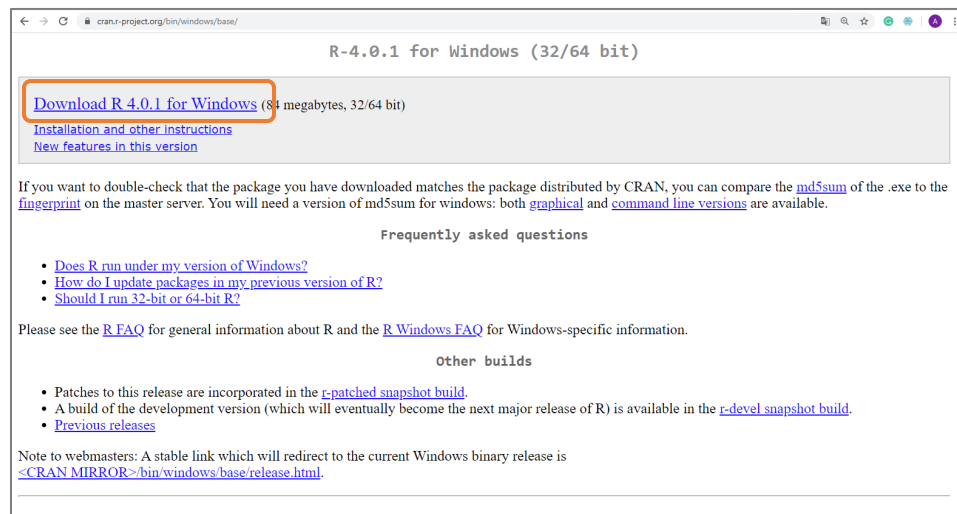 cran.r-project.org/bin/windows/base/
A
R-4.0.1 for Windows (32/64 bit)
Download R 4.0.1 for Windows (84 megabytes, 32/64 bit)
Installation and other instructions
New features in this version
If you want to double-check that the package you have downloaded matches the package distributed by CRAN, you can compare the md5sum of the .exe to the
fingerprint on the master server. You will need a version of md5sum for windows: both graphical and command line versions are available.
Frequently asked questions
• Does R run under my version of Windows?
• How do I update packages in my previous version of R?
• Should I run 32-bit or 64-bit R?
Please see the R FAQ for general information about R and the R Windows FAQ for Windows-specific information.
Other builds
• Patches to this release are incorporated in the r-patched snapshot build.
• A build of the development version (which will eventually become the next major release of R) is available in the r-devel snapshot build.
• Previous releases
Note to webmasters: A stable link which will redirect to the current Windows binary release is
<CRAN MIRROR>/bin/windows/base/release.html.